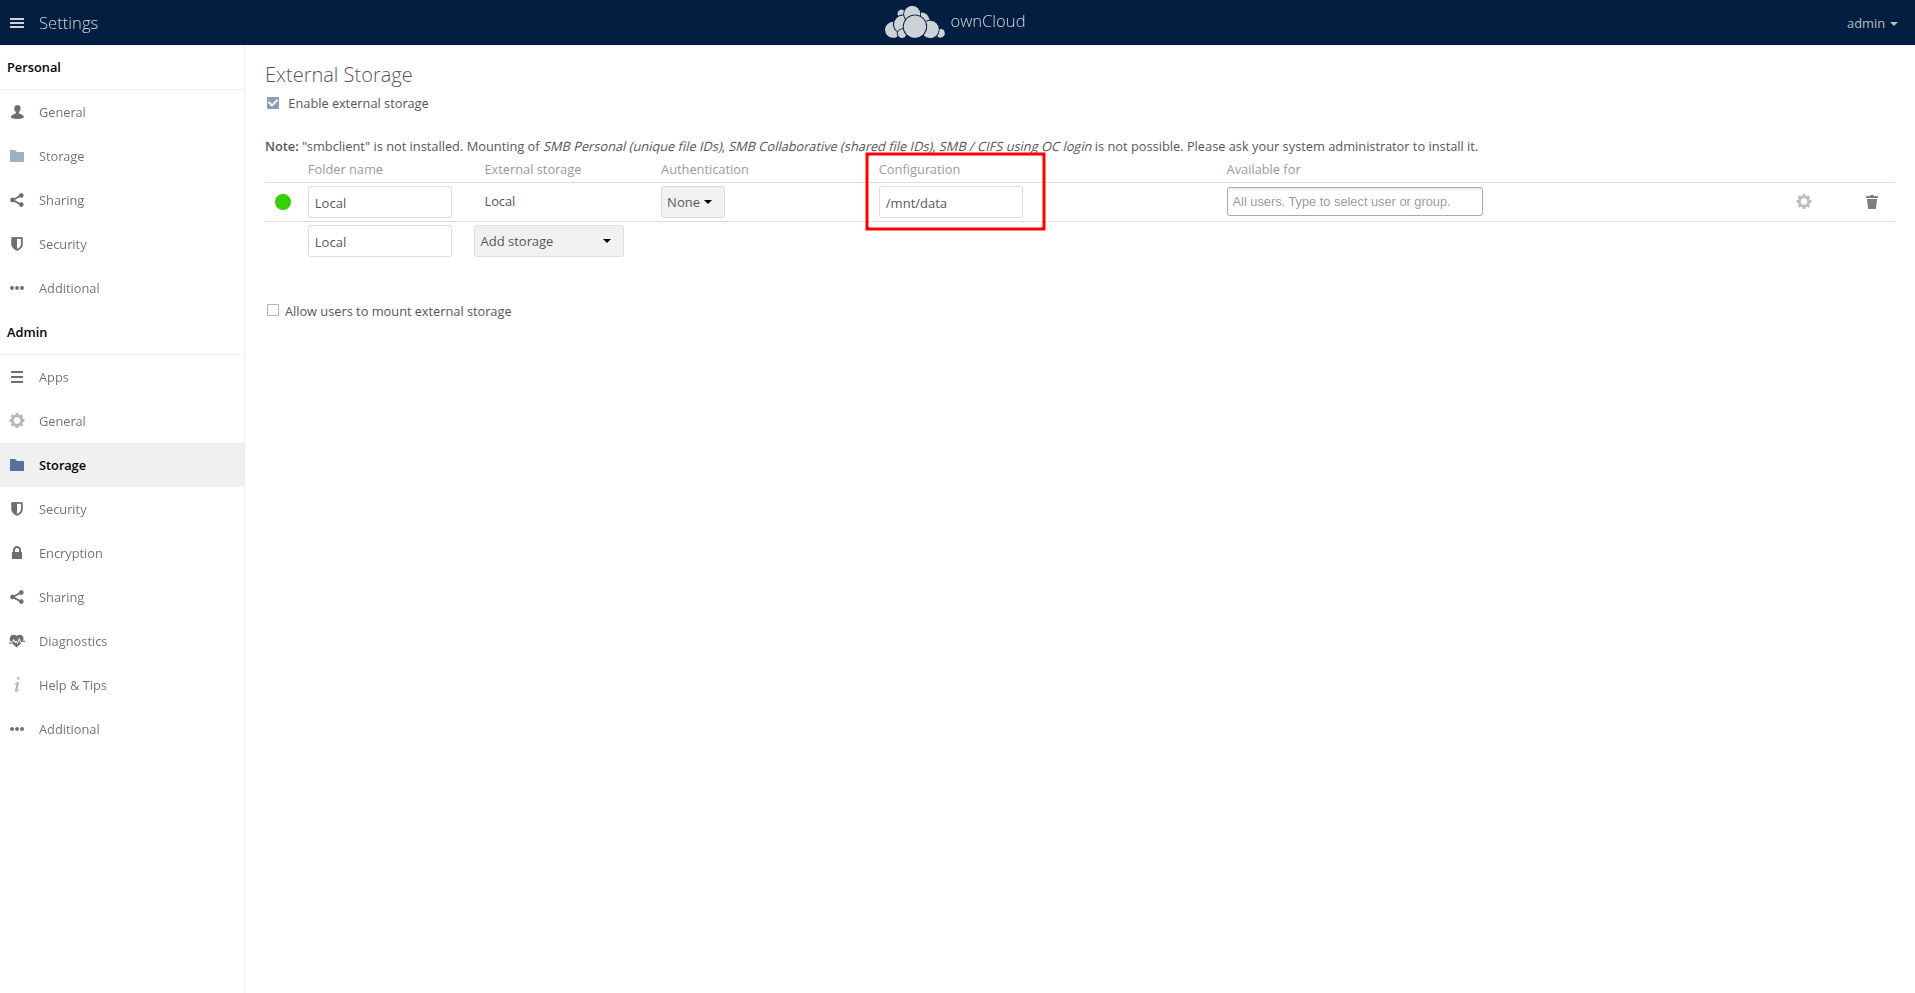 Settings
ownCloud
admin
Personal
General
Storage
Sharing
Security
Additional
Admin
Apps
General
Storage
Security
Encryption
Sharing
Diagnostics
Help & Tips
Additional
External Storage
Enable external storage
Note: "smbclient" is not installed. Mounting of SMB Personal (unique file IDs), SMB Collaborative (shared file IDs), SMB / CIFS using OC login is not possible. Please ask your system administrator to install it.
Folder name External storage Authentication Configuration Available for
Local Local None /mnt/data All users. Type to select user or group.
Local Add storage
Allow users to mount external storage